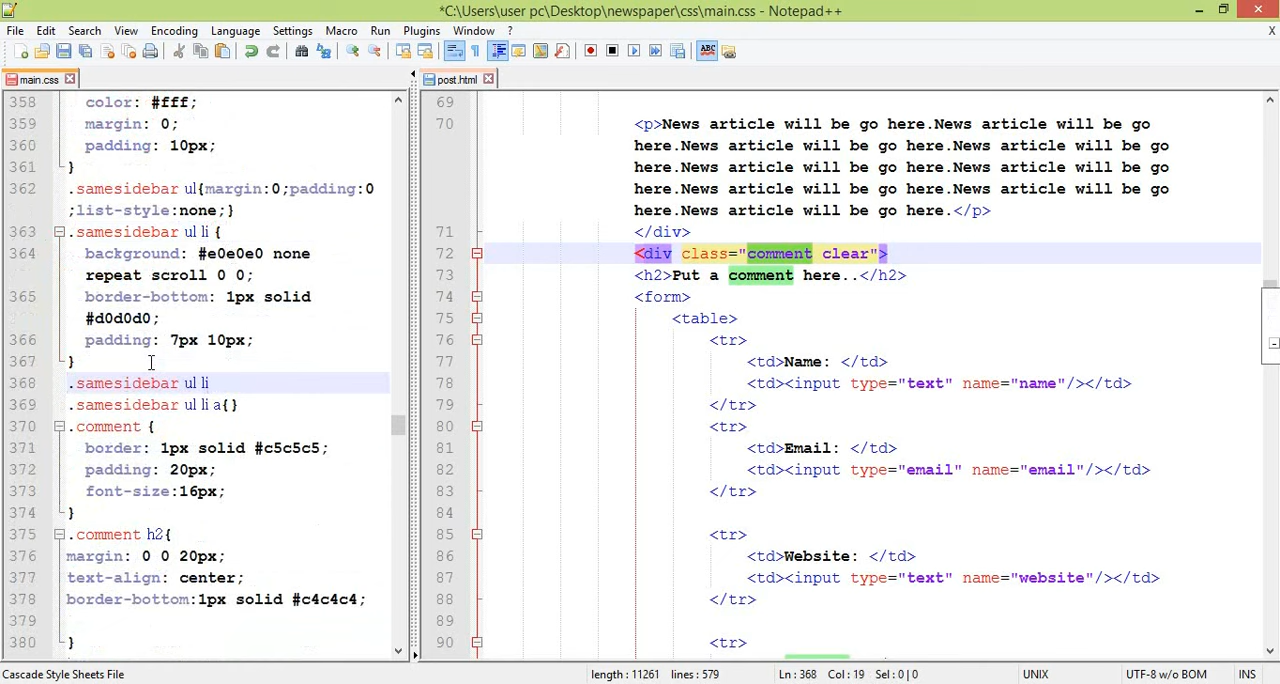 *C:\Users\user pc\Desktop\newspaper\css\main.css - Notepad++
File Edit Search View Encoding Language Settings Macro Run Plugins Window ? X
main.css
358 color: #fff;
359 margin: 0;
360 padding: 10px;
361 }
362 .samesidebar ul{margin:0;padding:0
;list-style:none;}
363 .samesidebar ul li {
364 background: #e0e0e0 none
repeat scroll 0 0;
365 border-bottom: 1px solid
#d0d0d0;
366 padding: 7px 10px;
367 }
368 .samesidebar ul li
369 .samesidebar ul li a{}
370 .comment {
371 border: 1px solid #c5c5c5;
372 padding: 20px;
373 font-size:16px;
374 }
375 .comment h2{
376 margin: 0 0 20px;
377 text-align: center;
378 border-bottom:1px solid #c4c4c4;
379
380 }
post.html
69
70 <p>News article will be go here.News article will be go
here.News article will be go here.News article will be go
here.News article will be go here.News article will be go
here.News article will be go here.News article will be go
here.News article will be go here.</p>
71 </div>
72 <div class="comment clear">
73 <h2>Put a comment here..</h2>
74 <form>
75 <table>
76 <tr>
77 <td>Name: </td>
78 <td><input type="text" name="name"/></td>
79 </tr>
80 <tr>
81 <td>Email: </td>
82 <td><input type="email" name="email"/></td>
83 </tr>
84
85 <tr>
86 <td>Website: </td>
87 <td><input type="text" name="website"/></td>
88 </tr>
89
90 <tr>
Cascade Style Sheets File length : 11261 lines : 579 Ln : 368 Col : 19 Sel : 0 | 0 UNIX UTF-8 w/o BOM INS